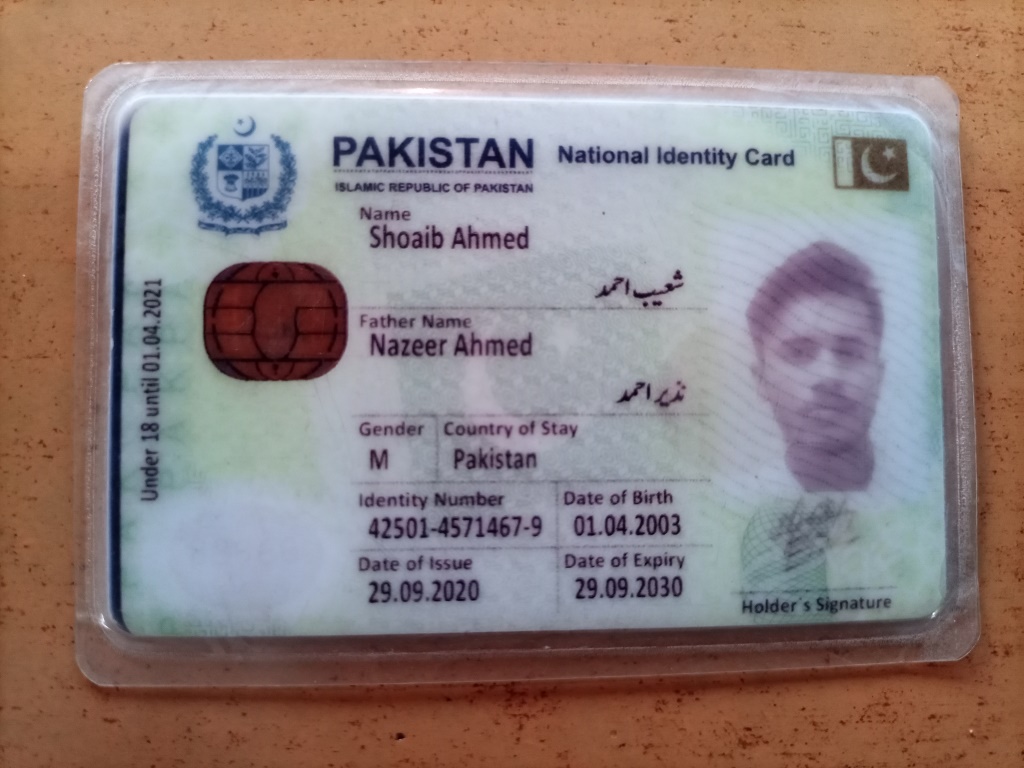 PAKISTAN National Identity Card
ISLAMIC REPUBLIC OF PAKISTAN
Name
Shoaib Ahmed
شعیب احمد
Father Name
Nazeer Ahmed
نذیر احمد
Gender Country of Stay
M Pakistan
Identity Number Date of Birth
42501-4571467-9 01.04.2003
Date of Issue Date of Expiry
29.09.2020 29.09.2030
Holder's Signature
Under 18 until 01.04.2021